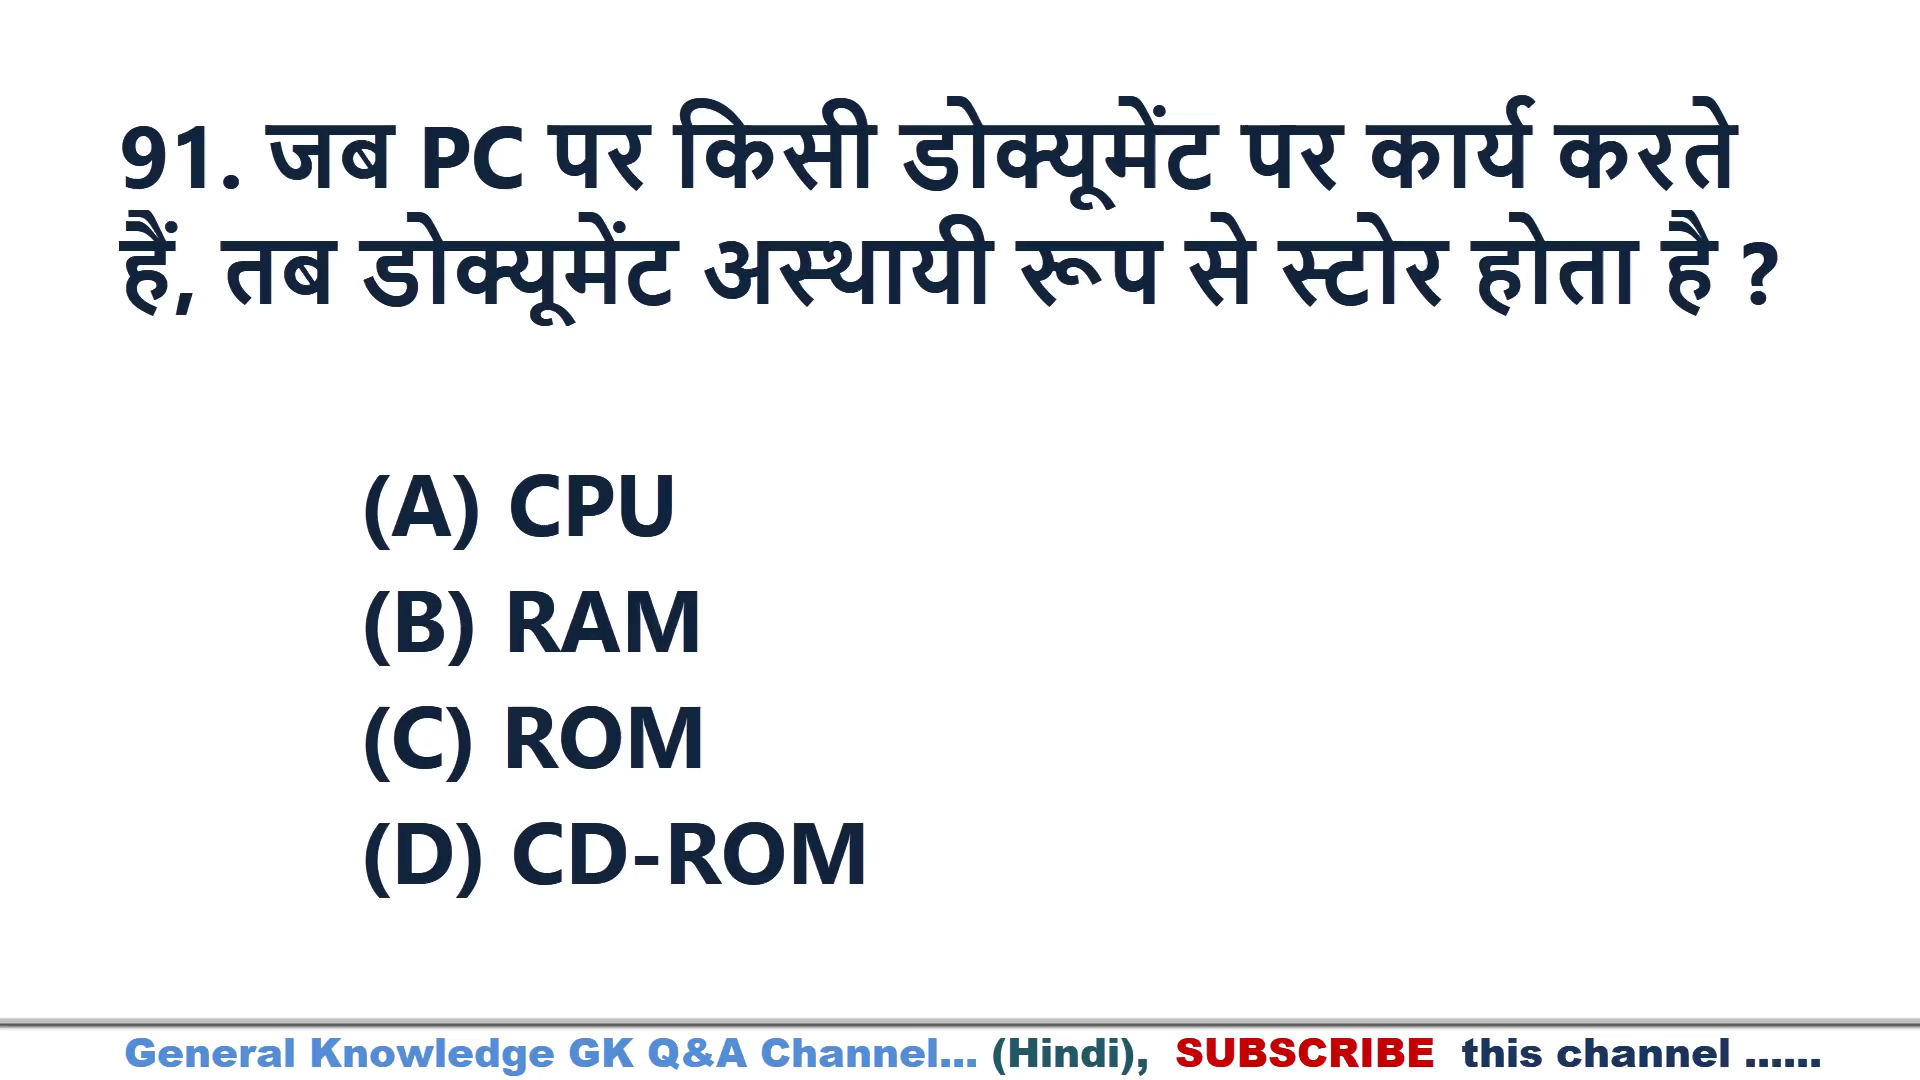 91. जब PC पर किसी डोक्यूमेंट पर कार्य करते
हैं, तब डोक्यूमेंट अस्थायी रूप से स्टोर होता है ?
(A) CPU
(B) RAM
(C) ROM
(D) CD-ROM
General Knowledge GK Q&A Channel... (Hindi), SUBSCRIBE this channel ......